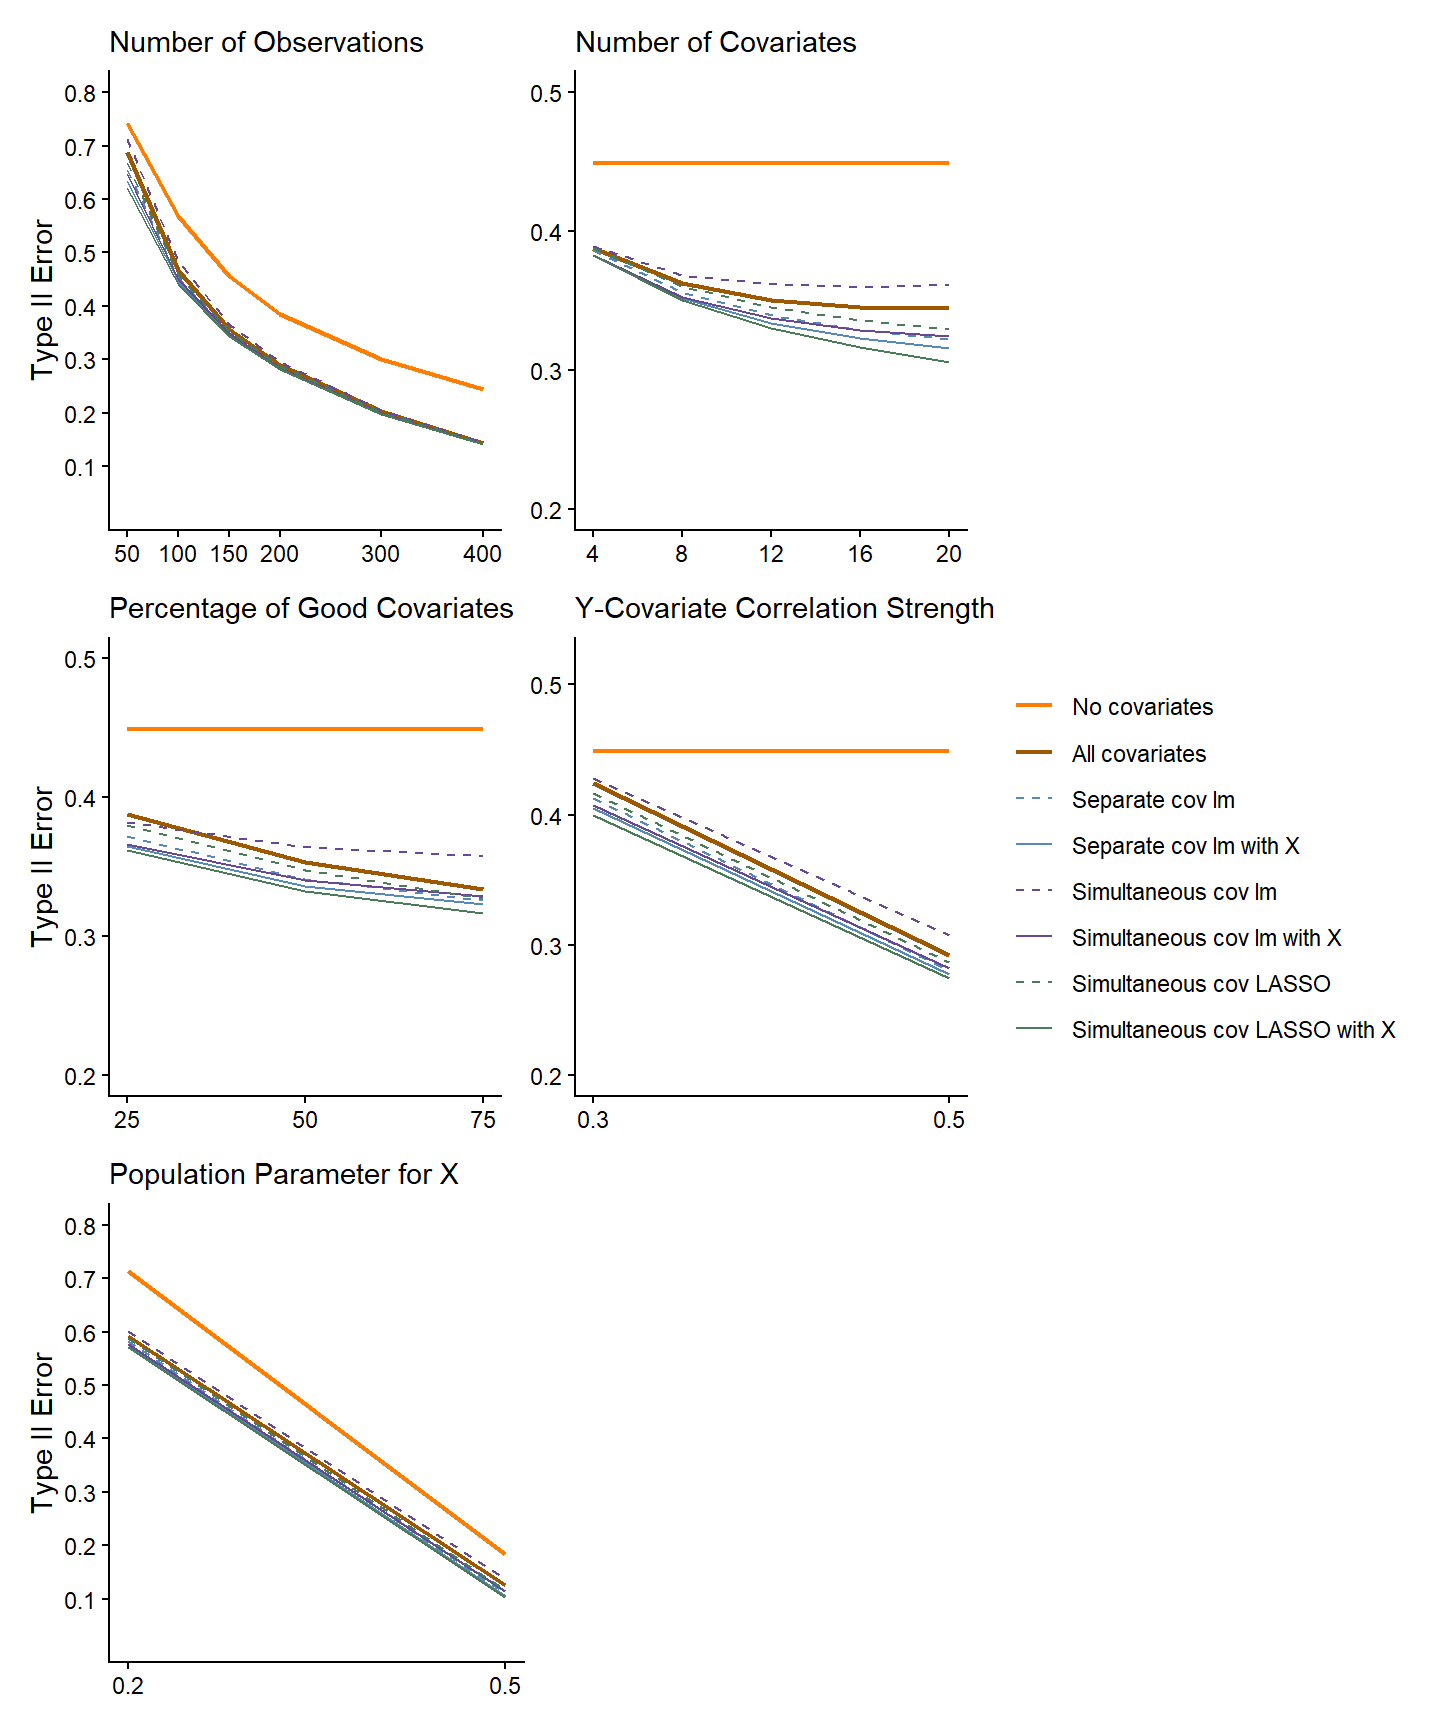 Number of Observations
Type II Error
0.8
0.7
0.6
0.5
0.4
0.3
0.2
0.1
50 100 150 200 300 400
Number of Covariates
0.5
0.4
0.3
0.2
4 8 12 16 20
Percentage of Good Covariates
Type II Error
0.5
0.4
0.3
0.2
25 50 75
Y-Covariate Correlation Strength
0.5
0.4
0.3
0.2
0.3 0.5
No covariates
All covariates
Separate cov lm
Separate cov lm with X
Simultaneous cov lm
Simultaneous cov lm with X
Simultaneous cov LASSO
Simultaneous cov LASSO with X
Population Parameter for X
Type II Error
0.8
0.7
0.6
0.5
0.4
0.3
0.2
0.1
0.2 0.5